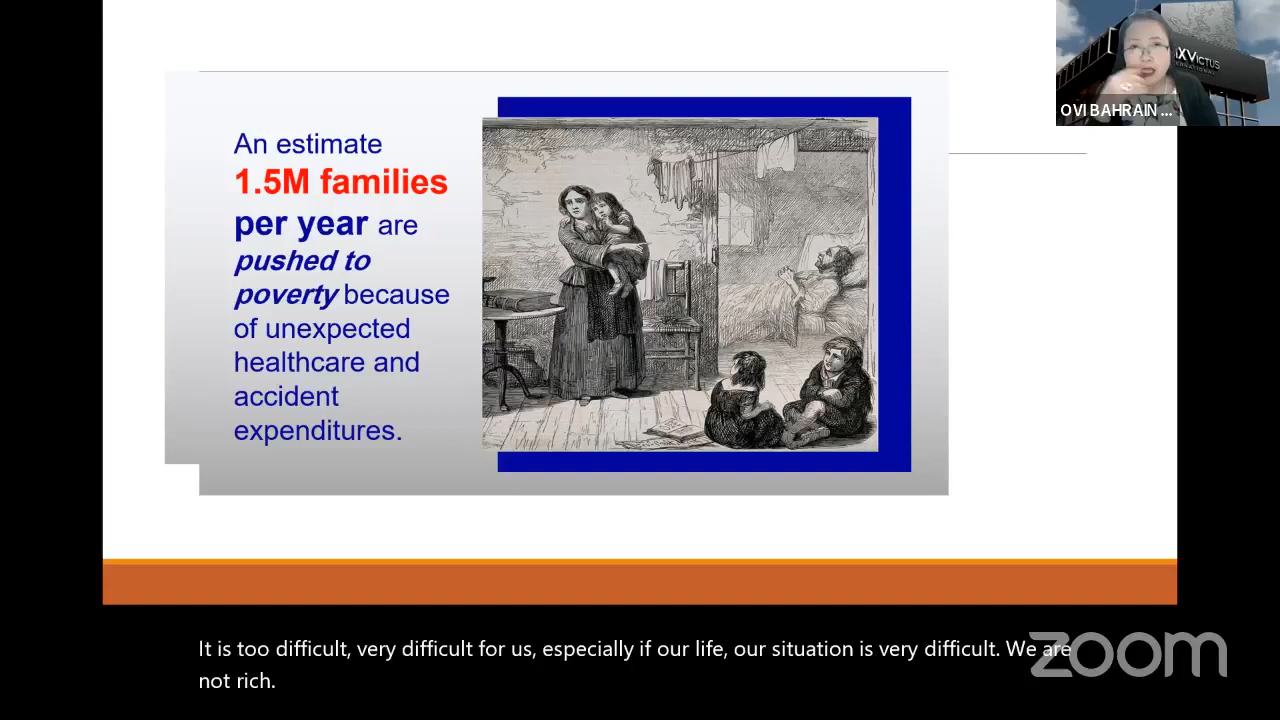 An estimate
1.5M families
per year are
pushed to
poverty because
of unexpected
healthcare and
accident
expenditures.
XVICTUS
OVI BAHRAIN ...
It is too difficult, very difficult for us, especially if our life, our situation is very difficult. We are
not rich.
zoom